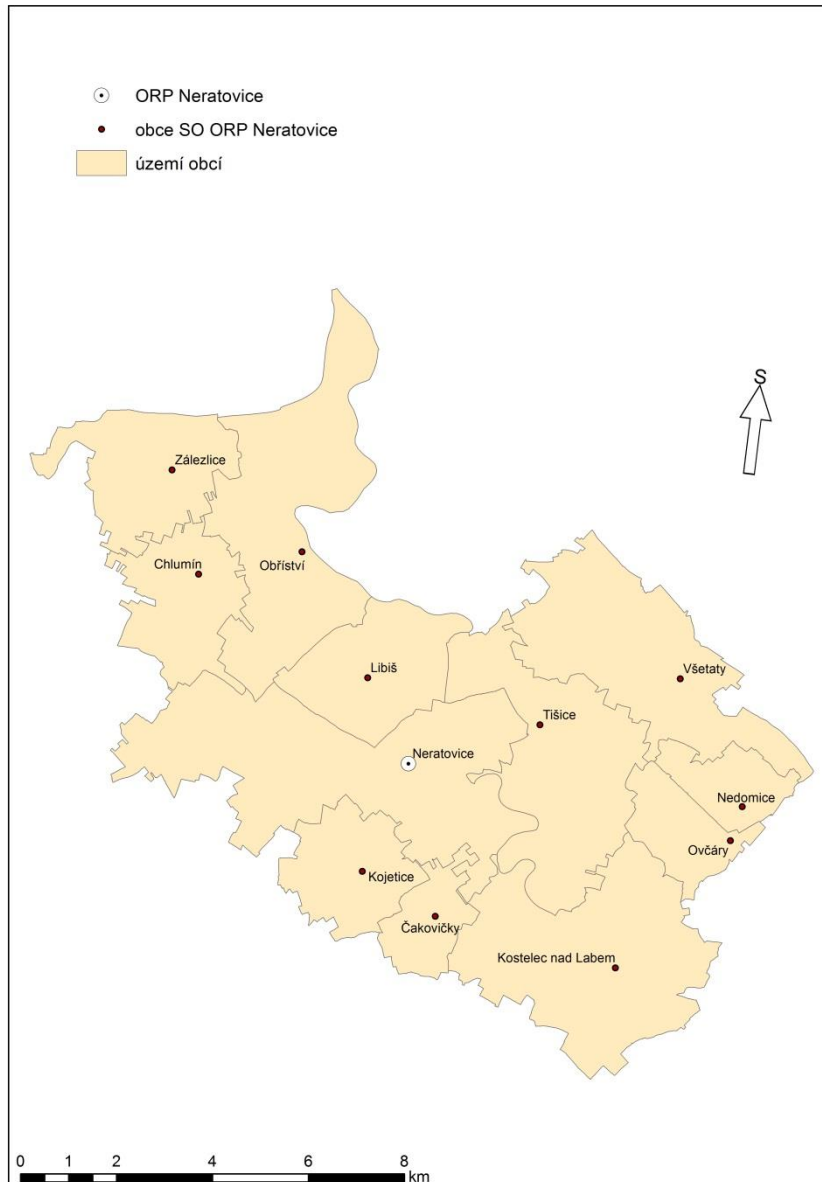 ORP Neratovice
obce SO ORP Neratovice
území obcí
S
Zálezlice
Chlumín
Obříství
Libiš
Všetaty
Tišice
Neratovice
Nedomice
Ovčáry
Kojetice
Čakovičky
Kostelec nad Labem
0 1 2 4 6 8
km